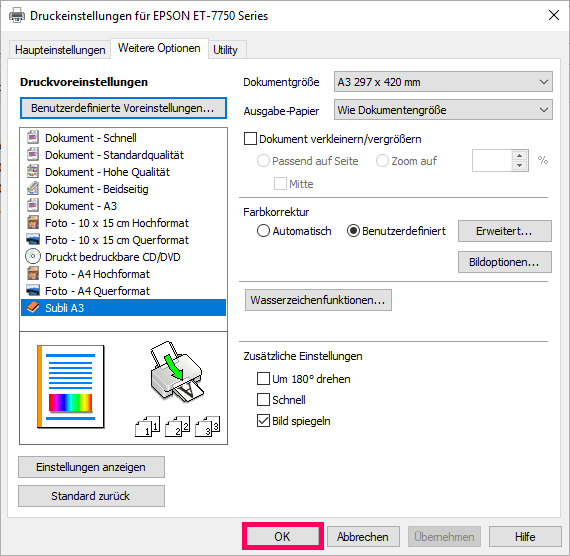 Druckeinstellungen für EPSON ET-7750 Series
Haupteinstellungen
Weitere Optionen
Utility
Druckvoreinstellungen
Benutzerdefinierte Voreinstellungen...
Dokument - Schnell
Dokument - Standardqualität
Dokument - Hohe Qualität
Dokument - Beidseitig
Dokument - A3
Foto - 10 x 15 cm Hochformat
Foto - 10 x 15 cm Querformat
Druckt bedruckbare CD/DVD
Foto - A4 Hochformat
Foto - A4 Querformat
Subli A3
1 1 2 2 3 3
Einstellungen anzeigen
Standard zurück
Dokumentgröße
A3 297 x 420 mm
Ausgabe-Papier
Wie Dokumentengröße
Dokument verkleinern/vergrößern
Passend auf Seite
Zoom auf
%
Mitte
Farbkorrektur
Automatisch
Benutzerdefiniert
Erweitert...
Bildoptionen...
Wasserzeichenfunktionen...
Zusätzliche Einstellungen
Um 180° drehen
Schnell
Bild spiegeln
OK
Abbrechen
Übernehmen
Hilfe